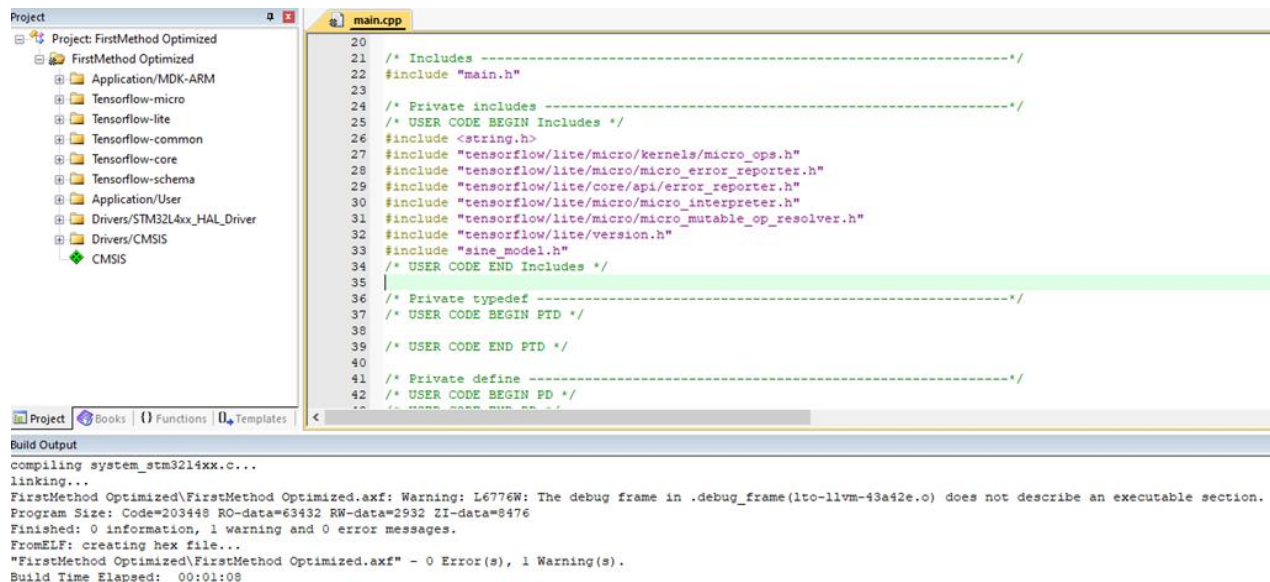 Project
Project: FirstMethod Optimized
FirstMethod Optimized
Application/MDK-ARM
Tensorflow-micro
Tensorflow-lite
Tensorflow-common
Tensorflow-core
Tensorflow-schema
Application/User
Drivers/STM32L4xx_HAL_Driver
Drivers/CMSIS
CMSIS
Project Books {} Functions 0 Templates
main.cpp
20
21 /* Includes ------------------------------------------------------------------*/
22 #include "main.h"
23
24 /* Private includes ----------------------------------------------------------*/
25 /* USER CODE BEGIN Includes */
26 #include <string.h>
27 #include "tensorflow/lite/micro/kernels/micro_ops.h"
28 #include "tensorflow/lite/micro/micro_error_reporter.h"
29 #include "tensorflow/lite/core/api/error_reporter.h"
30 #include "tensorflow/lite/micro/micro_interpreter.h"
31 #include "tensorflow/lite/micro/micro_mutable_op_resolver.h"
32 #include "tensorflow/lite/version.h"
33 #include "sine_model.h"
34 /* USER CODE END Includes */
35
36 /* Private typedef -----------------------------------------------------------*/
37 /* USER CODE BEGIN PTD */
38
39 /* USER CODE END PTD */
40
41 /* Private define ------------------------------------------------------------*/
42 /* USER CODE BEGIN PD */
Build Output
compiling system_stm32l4xx.c...
linking...
FirstMethod Optimized\FirstMethod Optimized.axf: Warning: L6776W: The debug frame in .debug_frame(lto-llvm-43a42e.o) does not describe an executable section.
Program Size: Code=203448 RO-data=63432 RW-data=2932 ZI-data=8476
Finished: 0 information, 1 warning and 0 error messages.
FromELF: creating hex file...
"FirstMethod Optimized\FirstMethod Optimized.axf" - 0 Error(s), 1 Warning(s).
Build Time Elapsed:  00:01:08